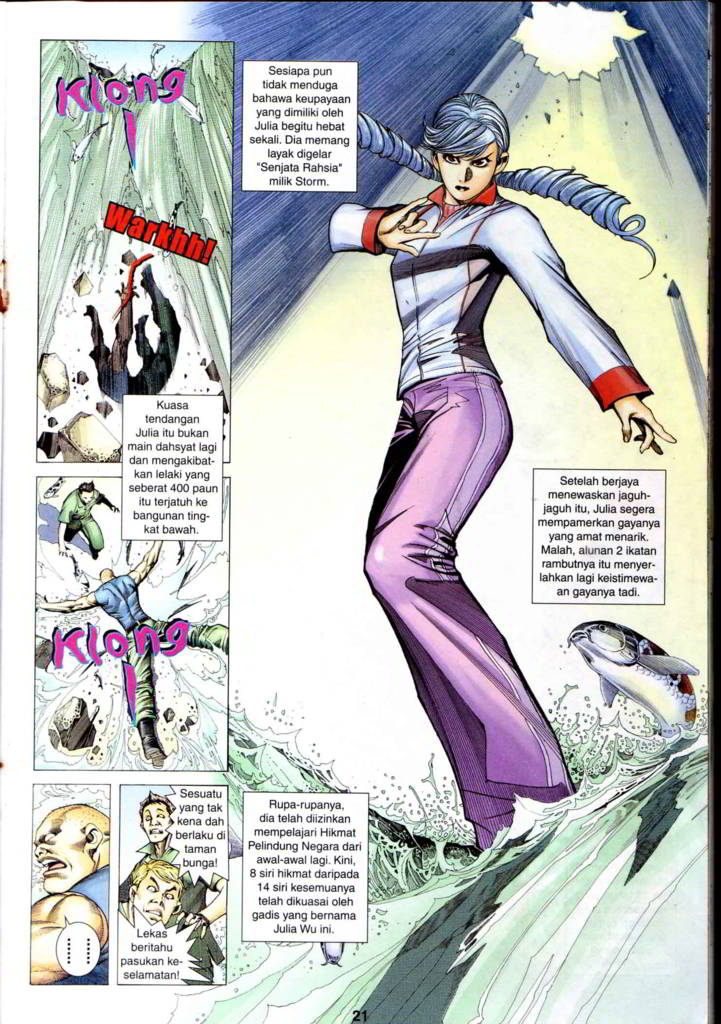 Klong
!
Warkhh!
Sesiapa pun
tidak menduga
bahawa keupayaan
yang dimiliki oleh
Julia begitu hebat
sekali. Dia memang
layak digelar
"Senjata Rahsia"
milik Storm.
Kuasa
tendangan
Julia itu bukan
main dahsyat lagi
dan mengakibat-
kan lelaki yang
seberat 400 paun
itu terjatuh ke
bangunan ting-
kat bawah.
Klong
!
Setelah berjaya
menewaskan jaguh-
jaguh itu, Julia segera
mempamerkan gayanya
yang amat menarik.
Malah, alunan 2 ikatan
rambutnya itu menyer-
lahkan lagi keistimewa-
an gayanya tadi.
Sesuatu
yang tak
kena dah
berlaku di
taman
bunga!
Lekas
beritahu
pasukan ke-
selamatan!
Rupa-rupanya,
dia telah diizinkan
mempelajari Hikmat
Pelindung Negara dari
awal-awal lagi. Kini,
8 siri hikmat daripada
14 siri kesemuanya
telah dikuasai oleh
gadis yang bernama
Julia Wu ini.
21